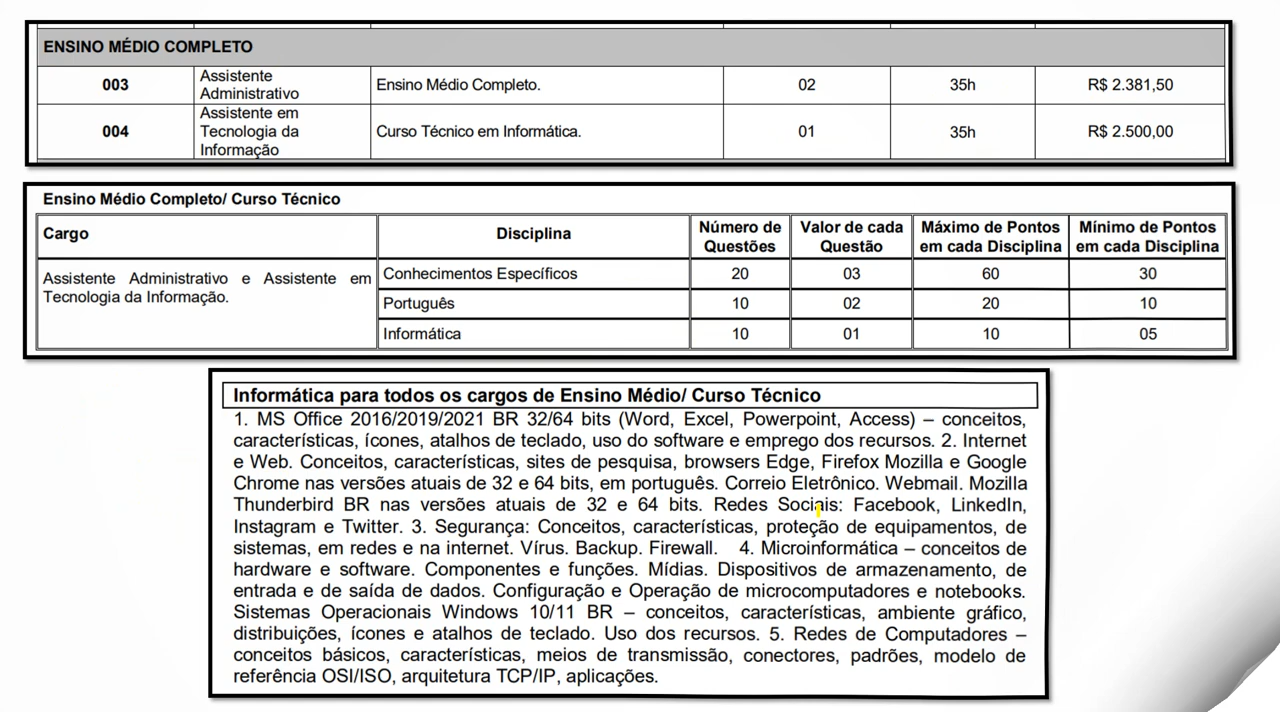 ENSINO MÉDIO COMPLETO
003 Assistente Administrativo Ensino Médio Completo. 02 35h R$ 2.381,50
004 Assistente em Tecnologia da Informação Curso Técnico em Informática. 01 35h R$ 2.500,00
Ensino Médio Completo/ Curso Técnico
Cargo Disciplina Número de Questões Valor de cada Questão Máximo de Pontos em cada Disciplina Mínimo de Pontos em cada Disciplina
Assistente Administrativo e Assistente em Tecnologia da Informação.
Conhecimentos Específicos 20 03 60 30
Português 10 02 20 10
Informática 10 01 10 05
Informática para todos os cargos de Ensino Médio/ Curso Técnico
1. MS Office 2016/2019/2021 BR 32/64 bits (Word, Excel, Powerpoint, Access) – conceitos,
características, ícones, atalhos de teclado, uso do software e emprego dos recursos. 2. Internet
e Web. Conceitos, características, sites de pesquisa, browsers Edge, Firefox Mozilla e Google
Chrome nas versões atuais de 32 e 64 bits, em português. Correio Eletrônico. Webmail. Mozilla
Thunderbird BR nas versões atuais de 32 e 64 bits. Redes Sociais: Facebook, LinkedIn,
Instagram e Twitter. 3. Segurança: Conceitos, características, proteção de equipamentos, de
sistemas, em redes e na internet. Vírus. Backup. Firewall. 4. Microinformática – conceitos de
hardware e software. Componentes e funções. Mídias. Dispositivos de armazenamento, de
entrada e de saída de dados. Configuração e Operação de microcomputadores e notebooks.
Sistemas Operacionais Windows 10/11 BR – conceitos, características, ambiente gráfico,
distribuições, ícones e atalhos de teclado. Uso dos recursos. 5. Redes de Computadores –
conceitos básicos, características, meios de transmissão, conectores, padrões, modelo de
referência OSI/ISO, arquitetura TCP/IP, aplicações.